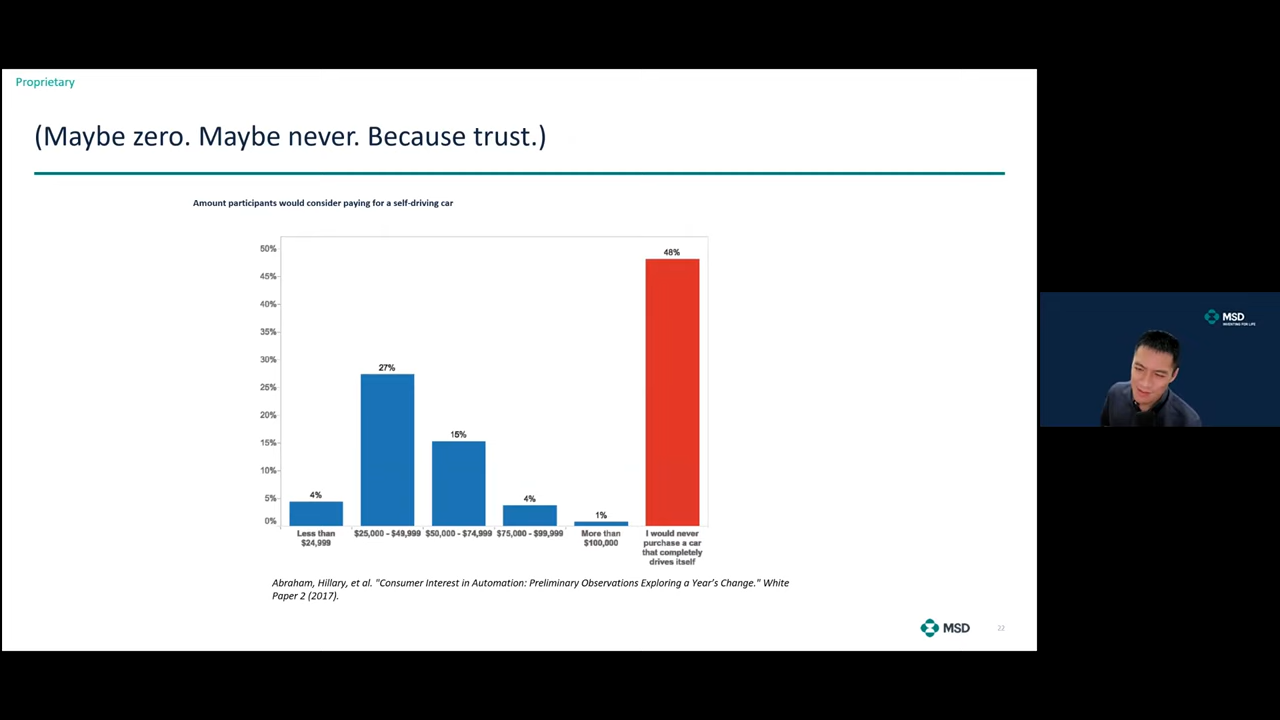 Proprietary
(Maybe zero. Maybe never. Because trust.)
Amount participants would consider paying for a self-driving car
50%
45%
40%
35%
30%
25%
20%
15%
10%
5%
0%
4%
27%
15%
4%
1%
48%
Less than
$24,999
$25,000 - $49,999
$50,000 - $74,999
$75,000 - $99,999
More than
$100,000
I would never
purchase a car
that completely
drives itself
Abraham, Hillary, et al. "Consumer Interest in Automation: Preliminary Observations Exploring a Year's Change." White
Paper 2 (2017).
MSD
22
MSD
INVENTING FOR LIFE